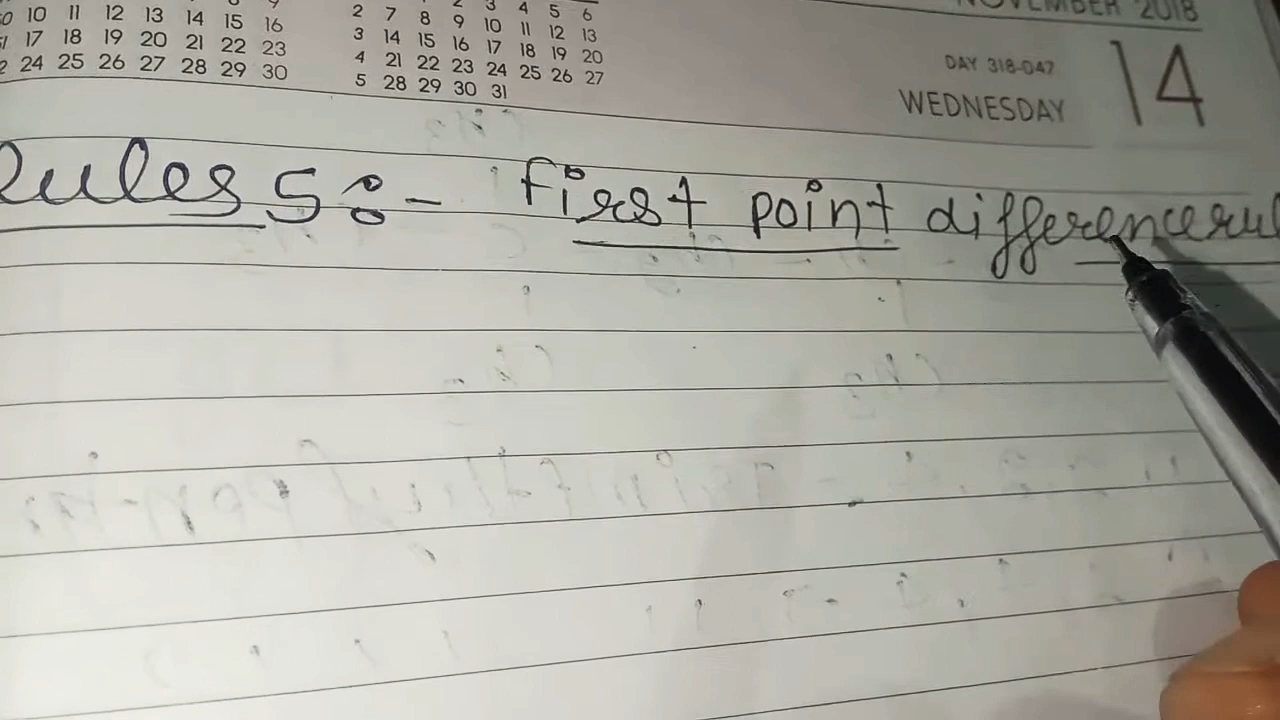 10 11 12 13 14 15 16
17 18 19 20 21 22 23
24 25 26 27 28 29 30
2 7 8 9 10 11 12 13
3 14 15 16 17 18 19 20
4 21 22 23 24 25 26 27
5 28 29 30 31
NOVEMBER 2018
DAY 318-047
WEDNESDAY
14
Rules 5:- first point difference